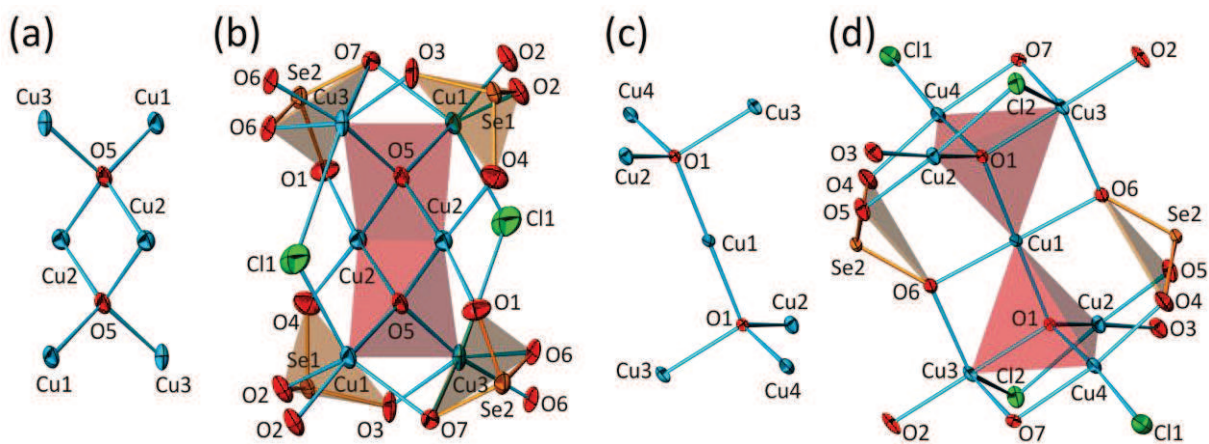 (a)
Cu3 Cu1
O5
Cu2
Cu2
O5
Cu1 Cu3
(b)
O7 O3 O2
O6 Se2 O2
Cu3 Cu1
O6 Se1
O1 O5 O4
Cu2
Cl1
Cl1 Cu2
O4 O5 O1
Se1 O6
O2 Cu1 Cu3 Se2
O2 O3 O7 O6
(c)
Cu4 Cu3
O1
Cu2
Cu1
O1 Cu2
Cu3 Cu4
(d)
Cl1 O7 O2
Cu4 Cl2 Cu3
O3 Cu2 O1
O4
O5 O6
Se2 Cu1 Se2
O6 Cu2 O5
O1 O4
O3
Cu3 Cu4
Cl2
O2 O7 Cl1